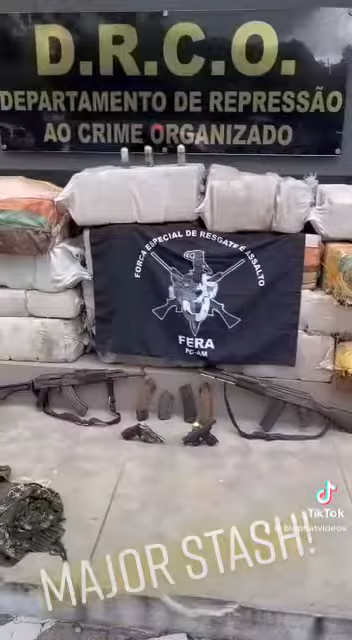 D.R.C.O.
DEPARTAMENTO DE REPRESSÃO
AO CRIME ORGANIZADO
FORÇA ESPECIAL DE RESGATE E ASSALTO
FERA
PC-AM
TikTok
MAJOR STASH!